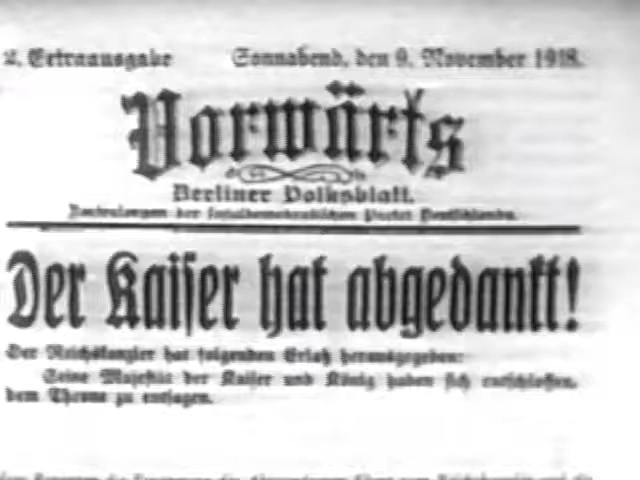 2. Extraausgabe Sonnabend, den 9. November 1918.
Vorwärts
Berliner Volksblatt.
Zentralorgan der sozialdemokratischen Partei Deutschlands.
Der Kaiser hat abgedankt!
Der Reichskanzler hat folgenden Erlaß herausgegeben:
Seine Majestät der Kaiser und König haben sich entschlossen,
dem Throne zu entsagen.